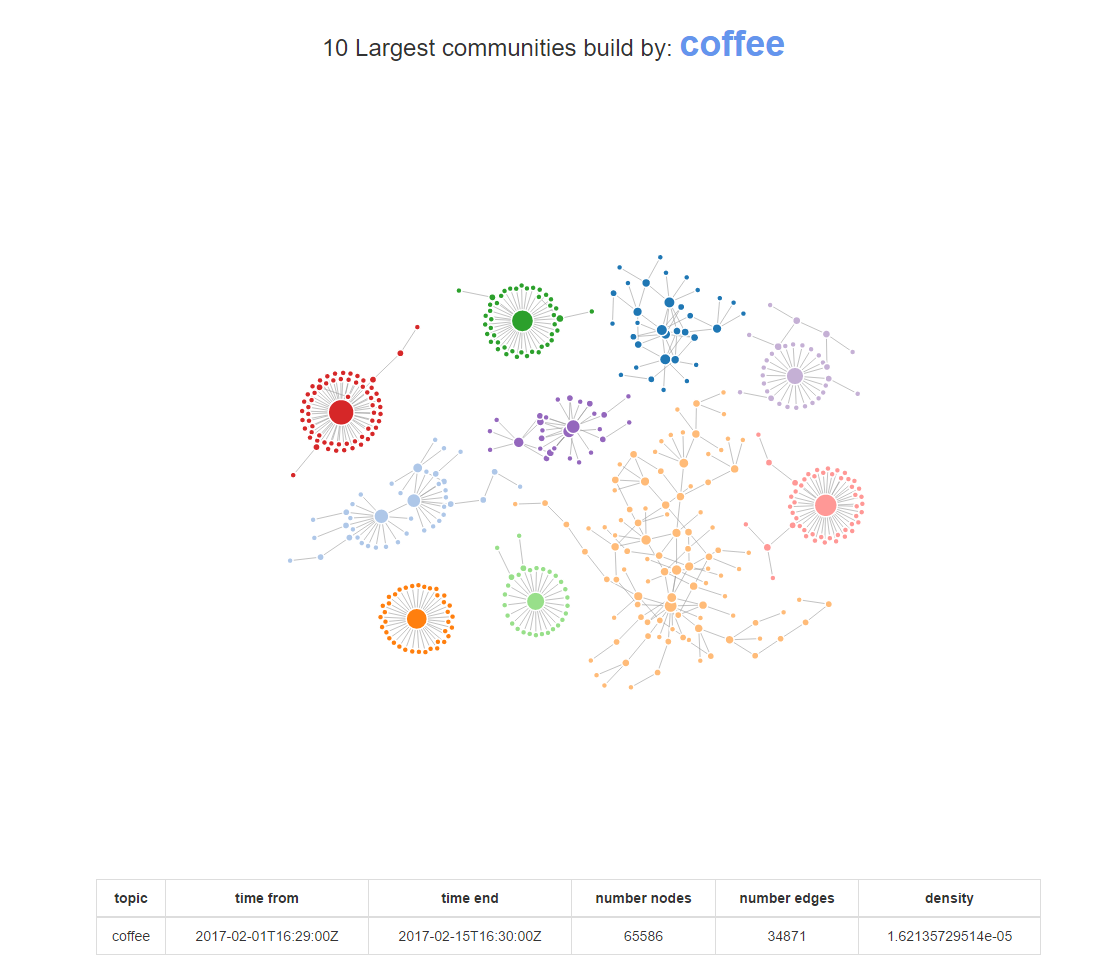 10 Largest communities build by: coffee
topic time from time end number nodes number edges density
coffee 2017-02-01T16:29:00Z 2017-02-15T16:30:00Z 65586 34871 1.62135729514e-05